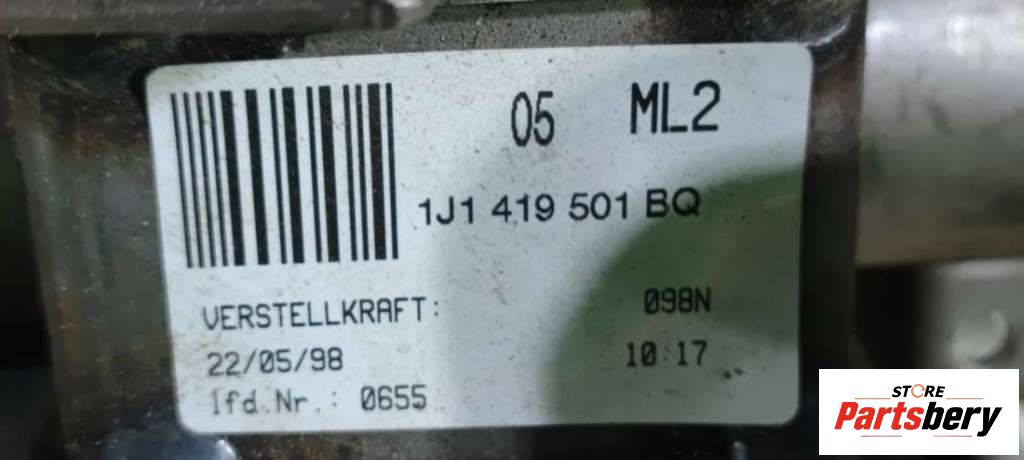 05 ML2
1J1 419 501 BQ
VERSTELLKRAFT: 098N
22/05/98 10:17
lfd.Nr.: 0655
STORE
Partsbery